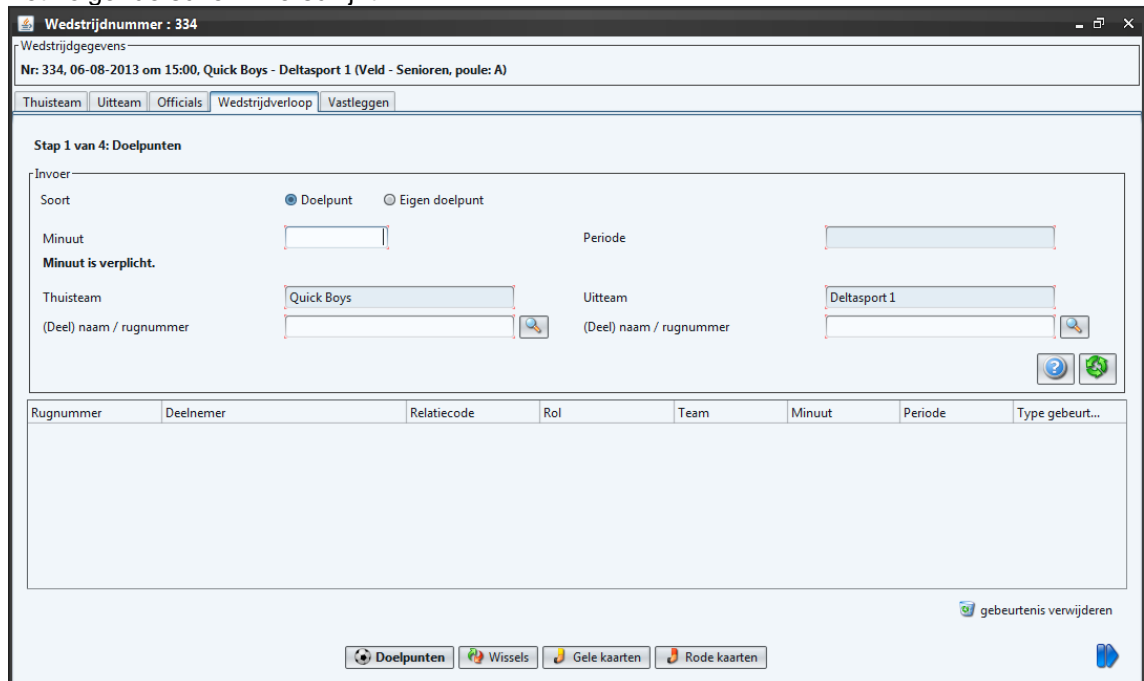 Wedstrijdnummer : 334
Wedstrijdgegevens
Nr: 334, 06-08-2013 om 15:00, Quick Boys - Deltasport 1 (Veld - Senioren, poule: A)
Thuisteam Uitteam Officials Wedstrijdverloop Vastleggen
Stap 1 van 4: Doelpunten
Invoer
Soort Doelpunt Eigen doelpunt
Minuut Periode
Minuut is verplicht.
Thuisteam Quick Boys Uitteam Deltasport 1
(Deel) naam / rugnummer (Deel) naam / rugnummer
Rugnummer Deelnemer Relatiecode Rol Team Minuut Periode Type gebeurt...
gebeurtenis verwijderen
Doelpunten Wissels Gele kaarten Rode kaarten